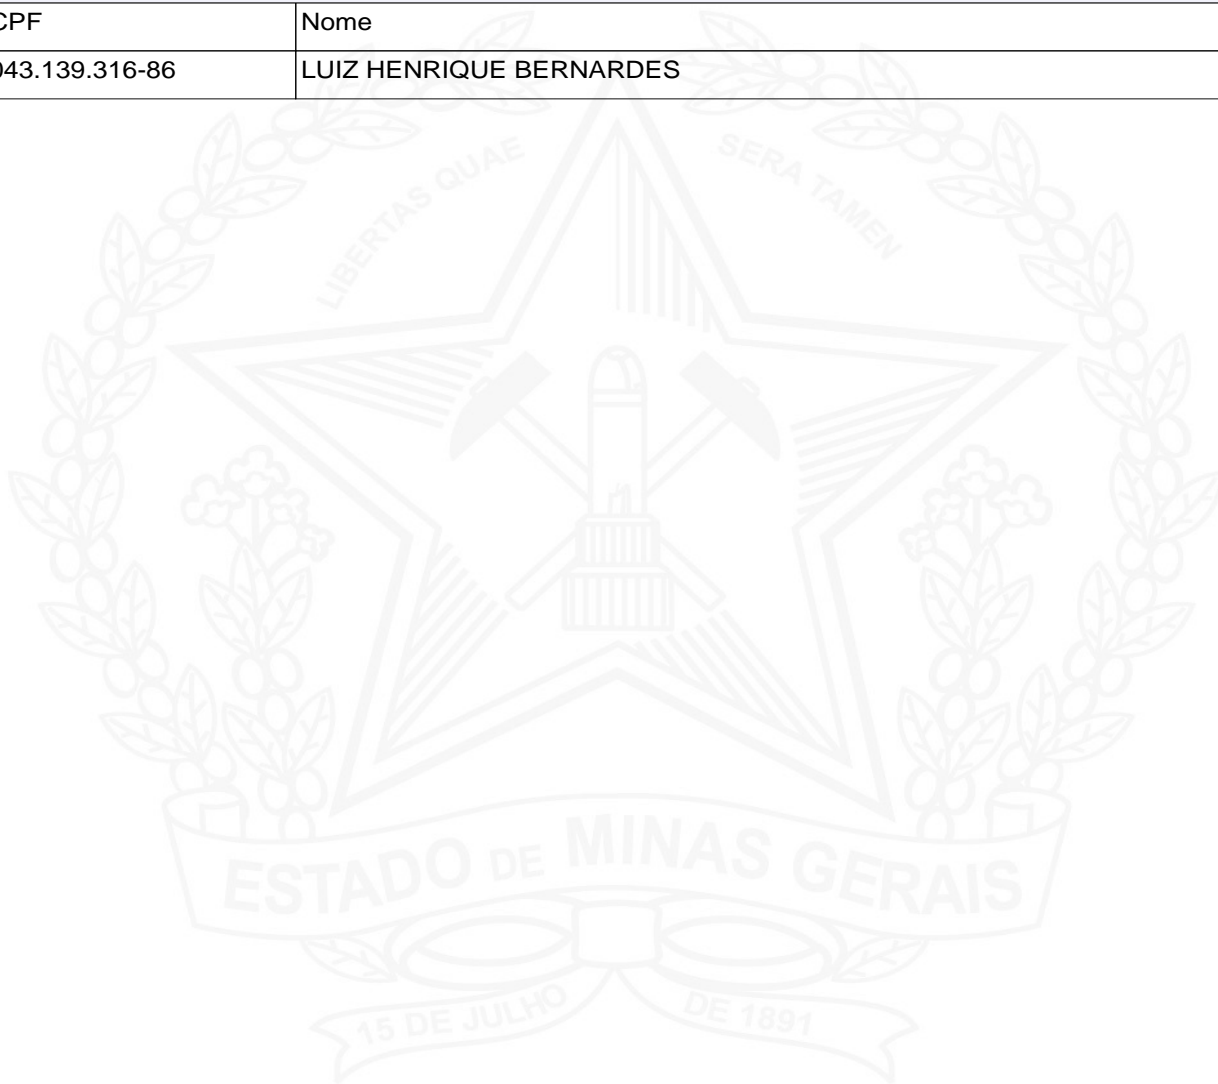 CPF Nome
043.139.316-86 LUIZ HENRIQUE BERNARDES
LIBERTAS QUAE SERA TAMEN
ESTADO DE MINAS GERAIS
15 DE JULHO DE 1891